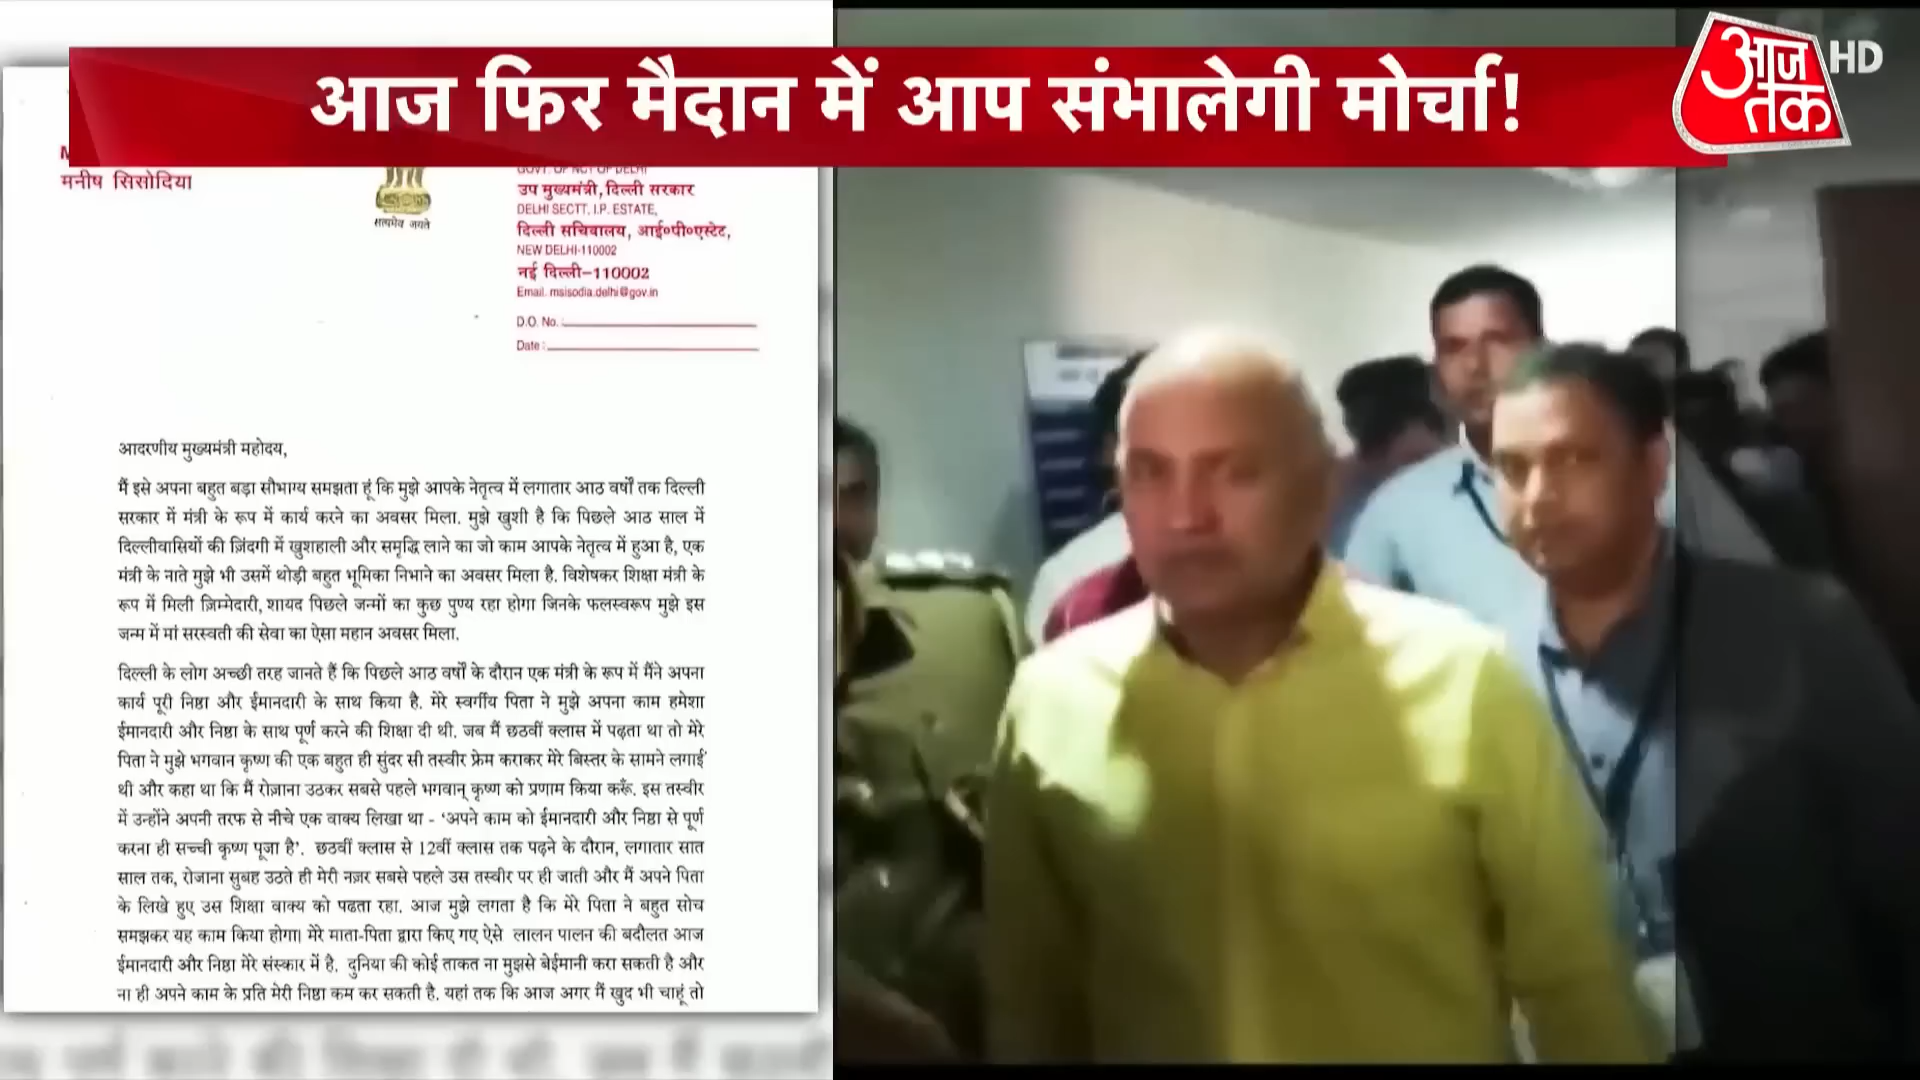 आज फिर मैदान में आप संभालेगी मोर्चा!
आज
तक
HD
मनीष सिसोदिया
सत्यमेव जयते
GOVT. OF NCT OF DELHI
उप मुख्यमंत्री, दिल्ली सरकार
DELHI SECTT, I.P. ESTATE,
दिल्ली सचिवालय, आई०पी०एस्टेट,
NEW DELHI-110002
नई दिल्ली-110002
Email. msisodia.delhi@gov.in
D.O. No.
Date :
आदरणीय मुख्यमंत्री महोदय,
मैं इसे अपना बहुत बड़ा सौभाग्य समझता हूं कि मुझे आपके नेतृत्व में लगातार आठ वर्षों तक दिल्ली
सरकार में मंत्री के रूप में कार्य करने का अवसर मिला. मुझे खुशी है कि पिछले आठ साल में
दिल्लीवासियों की ज़िंदगी में खुशहाली और समृद्धि लाने का जो काम आपके नेतृत्व में हुआ है, एक
मंत्री के नाते मुझे भी उसमें थोड़ी बहुत भूमिका निभाने का अवसर मिला है. विशेषकर शिक्षा मंत्री के
रूप में मिली ज़िम्मेदारी, शायद पिछले जन्मों का कुछ पुण्य रहा होगा जिनके फलस्वरूप मुझे इस
जन्म में मां सरस्वती की सेवा का ऐसा महान अवसर मिला.
दिल्ली के लोग अच्छी तरह जानते हैं कि पिछले आठ वर्षों के दौरान एक मंत्री के रूप में मैंने अपना
कार्य पूरी निष्ठा और ईमानदारी के साथ किया है. मेरे स्वर्गीय पिता ने मुझे अपना काम हमेशा
ईमानदारी और निष्ठा के साथ पूर्ण करने की शिक्षा दी थी. जब मैं छठवीं क्लास में पढ़ता था तो मेरे
पिता ने मुझे भगवान कृष्ण की एक बहुत ही सुंदर सी तस्वीर फ्रेम कराकर मेरे बिस्तर के सामने लगाई
थी और कहा था कि मैं रोज़ाना उठकर सबसे पहले भगवान् कृष्ण को प्रणाम किया करूँ. इस तस्वीर
में उन्होंने अपनी तरफ से नीचे एक वाक्य लिखा था - 'अपने काम को ईमानदारी और निष्ठा से पूर्ण
करना ही सच्ची कृष्ण पूजा है'. छठवीं क्लास से 12वीं क्लास तक पढ़ने के दौरान, लगातार सात
साल तक, रोजाना सुबह उठते ही मेरी नज़र सबसे पहले उस तस्वीर पर ही जाती और मैं अपने पिता
के लिखे हुए उस शिक्षा वाक्य को पढता रहा. आज मुझे लगता है कि मेरे पिता ने बहुत सोच
समझकर यह काम किया होगा| मेरे माता-पिता द्वारा किए गए ऐसे लालन पालन की बदौलत आज
ईमानदारी और निष्ठा मेरे संस्कार में है. दुनिया की कोई ताकत ना मुझसे बेईमानी करा सकती है और
ना ही अपने काम के प्रति मेरी निष्ठा कम कर सकती है. यहां तक कि आज अगर मैं खुद भी चाहूं तो